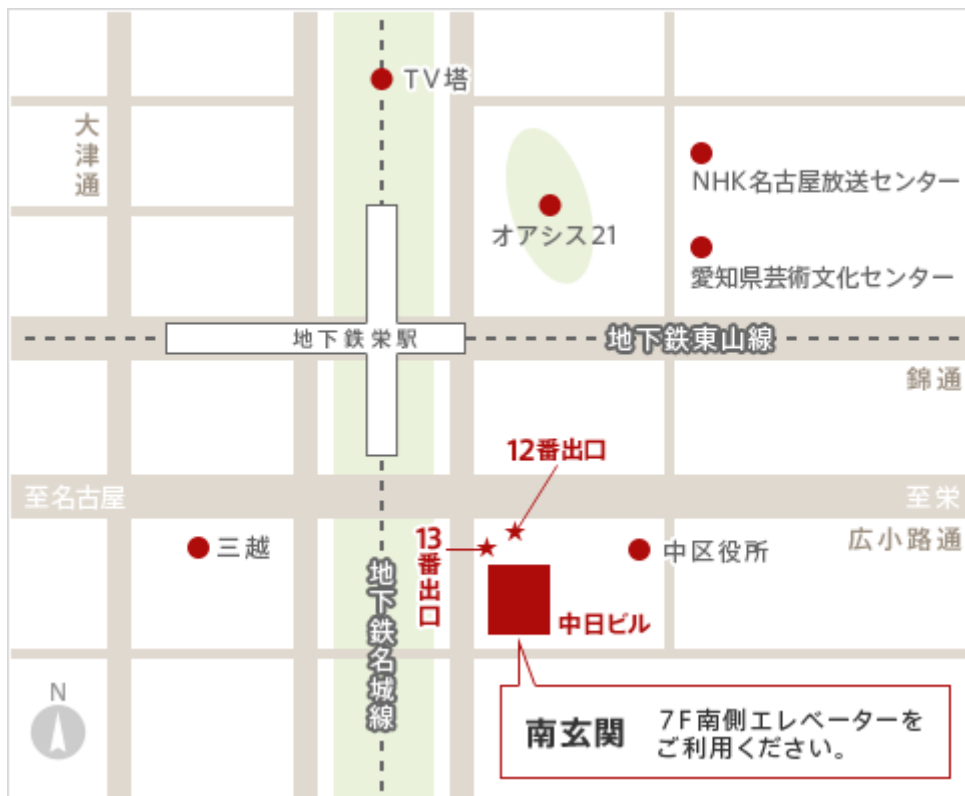 TV塔
大津通
NHK名古屋放送センター
オアシス21
愛知県芸術文化センター
地下鉄栄駅
地下鉄東山線
錦通
12番出口
至名古屋
至栄
三越
13番出口
中区役所
広小路通
地下鉄名城線
中日ビル
N
南玄関
7F南側エレベーターを
ご利用ください。